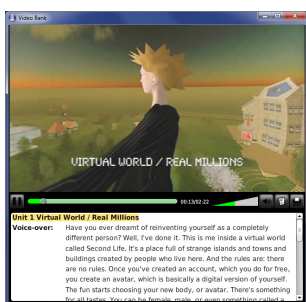 Video Bank
VIRTUAL WORLD / REAL MILLIONS
00:13/02:22
Unit 1 Virtual World / Real Millions
Voice-over: Have you ever dreamt of reinventing yourself as a completely
different person? Well, I've done it. This is me inside a virtual world
called Second Life. It's a place full of strange islands and towns and
buildings created by people who live here. And the rules are: there
are no rules. Once you've created an account, which you do for free,
you create an avatar, which is basically a digital version of yourself.
The fun starts choosing your new body, or avatar. There's something
for all tastes. You can be female, male, or even something called a